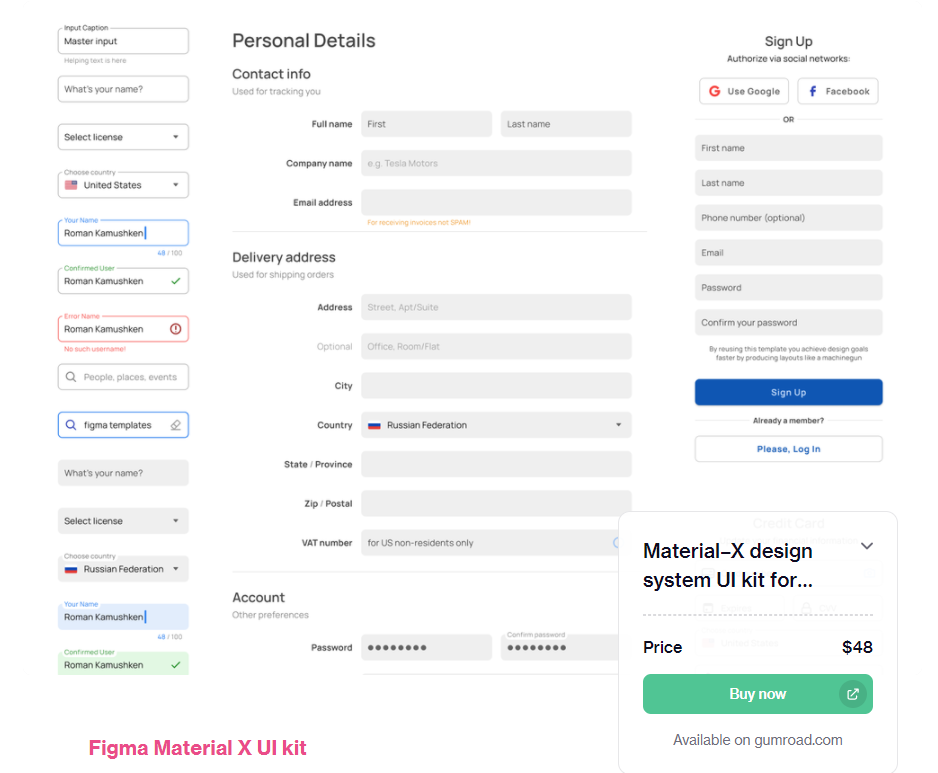 Input Caption
Master input
Helping text is here
What's your name?
Select license
Choose country
United States
Your Name
Roman Kamushken
48 / 100
Confirmed User
Roman Kamushken
Error Name
Roman Kamushken
No such username!
People, places, events
figma templates
What's your name?
Select license
Choose country
Russian Federation
Your Name
Roman Kamushken
48 / 100
Confirmed User
Roman Kamushken
Personal Details
Contact info
Used for tracking you
Full name First Last name
Company name e.g. Tesla Motors
Email address
For receiving invoices not SPAM!
Delivery address
Used for shipping orders
Address Street, Apt/Suite
Optional Office, Room/Flat
City
Country Russian Federation
State / Province
Zip / Postal
VAT number for US non-residents only
Account
Other preferences
Confirm password
Password
Sign Up
Authorize via social networks:
Use Google Facebook
OR
First name
Last name
Phone number (optional)
Email
Password
Confirm your password
By reusing this template you achieve design goals
faster by producing layouts like a machinegun
Sign Up
Already a member?
Please, Log In
Credit Card
Material–X design
system UI kit for...
Price $48
United States
Buy now
Available on gumroad.com
Figma Material X UI kit